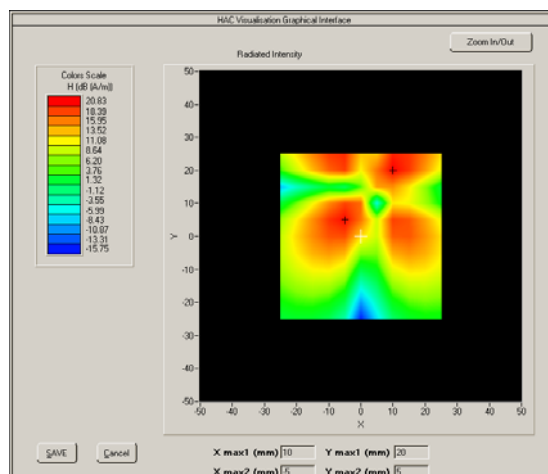 HAC Visualisation Graphical Interface
Zoom In/Out
Radiated Intensity
Colors Scale
H (dB (A/m))
20.83
18.39
15.95
13.52
11.08
8.64
6.20
3.76
1.32
-1.12
-3.55
-5.99
-8.43
-10.87
-13.31
-15.75
50
40
30
20
10
0
-10
-20
-30
-40
-50
Y
-50 -40 -30 -20 -10 0 10 20 30 40 50
X
SAVE Cancel
X max1 (mm) 10 Y max1 (mm) 20
X max2 (mm) -5 Y max2 (mm) 5